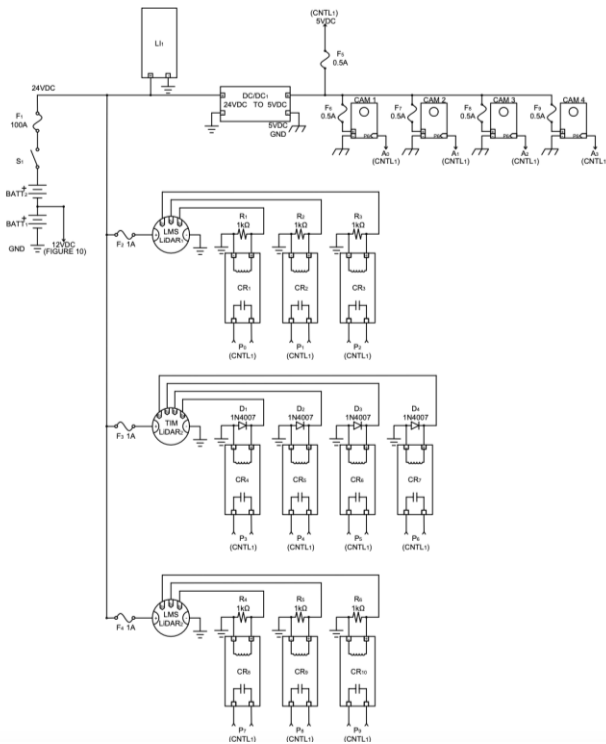 (CNTL₁)
5VDC
F₅
0.5A
LI₁
24VDC
DC/DC₁
24VDC TO 5VDC
5VDC
GND
F₁
100A
S₁
BATT₂
BATT₁
GND
12VDC
(FIGURE 10)
CAM 1
CAM 2
CAM 3
CAM 4
F₆
0.5A
F₇
0.5A
F₈
0.5A
F₉
0.5A
A₀
(CNTL₁)
A₁
(CNTL₁)
A₂
(CNTL₁)
A₃
(CNTL₁)
F₂ 1A
LMS
LiDAR₁
R₁
1kΩ
R₂
1kΩ
R₃
1kΩ
CR₁
CR₂
CR₃
P₀
(CNTL₁)
P₁
(CNTL₁)
P₂
(CNTL₁)
F₃ 1A
TIM
LiDAR₂
D₁
1N4007
D₂
1N4007
D₃
1N4007
D₄
1N4007
CR₄
CR₅
CR₆
CR₇
P₃
(CNTL₁)
P₄
(CNTL₁)
P₅
(CNTL₁)
P₆
(CNTL₁)
F₄ 1A
LMS
LiDAR₃
R₄
1kΩ
R₅
1kΩ
R₆
1kΩ
CR₈
CR₉
CR₁₀
P₇
(CNTL₁)
P₈
(CNTL₁)
P₉
(CNTL₁)